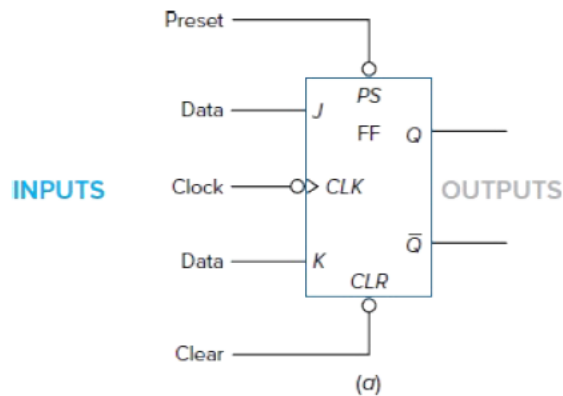 Preset
PS
Data J
FF Q
INPUTS Clock CLK OUTPUTS
Q̅
Data K
CLR
Clear
(a)